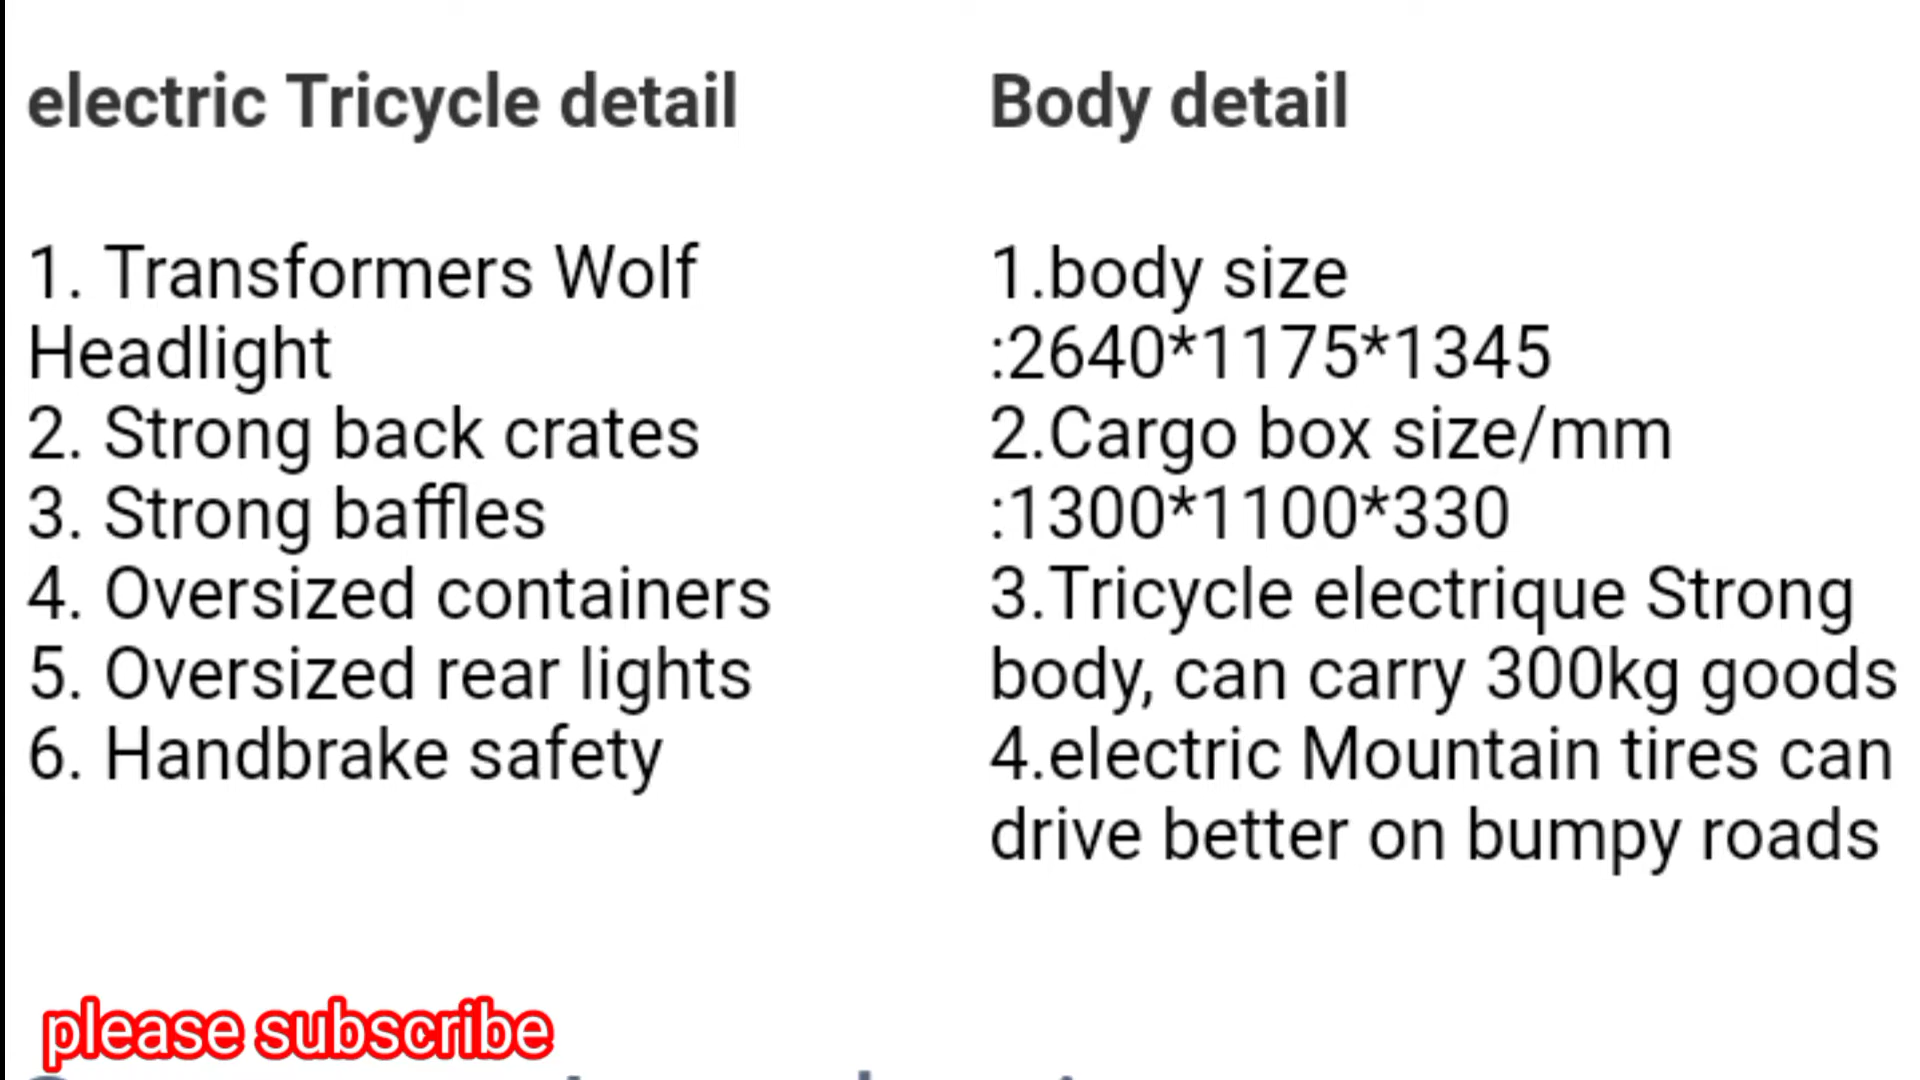 electric Tricycle detail
1. Transformers Wolf
Headlight
2. Strong back crates
3. Strong baffles
4. Oversized containers
5. Oversized rear lights
6. Handbrake safety
Body detail
1.body size
:2640*1175*1345
2.Cargo box size/mm
:1300*1100*330
3.Tricycle electrique Strong
body, can carry 300kg goods
4.electric Mountain tires can
drive better on bumpy roads
please subscribe